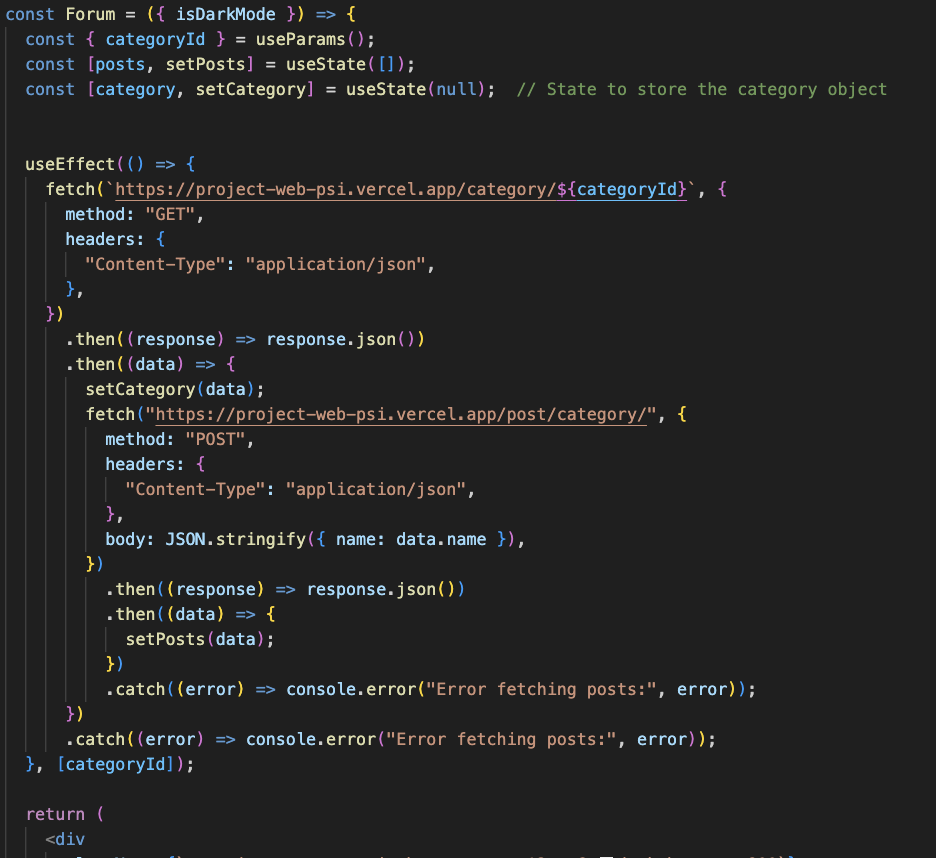 const Forum = ({ isDarkMode }) => {
const { categoryId } = useParams();
const [posts, setPosts] = useState([]);
const [category, setCategory] = useState(null);  // State to store the category object
useEffect(() => {
fetch(`https://project-web-psi.vercel.app/category/${categoryId}`, {
method: "GET",
headers: {
"Content-Type": "application/json",
},
})
.then((response) => response.json())
.then((data) => {
setCategory(data);
fetch("https://project-web-psi.vercel.app/post/category/", {
method: "POST",
headers: {
"Content-Type": "application/json",
},
body: JSON.stringify({ name: data.name }),
})
.then((response) => response.json())
.then((data) => {
setPosts(data);
})
.catch((error) => console.error("Error fetching posts:", error));
})
.catch((error) => console.error("Error fetching posts:", error));
}, [categoryId]);
return (
<div